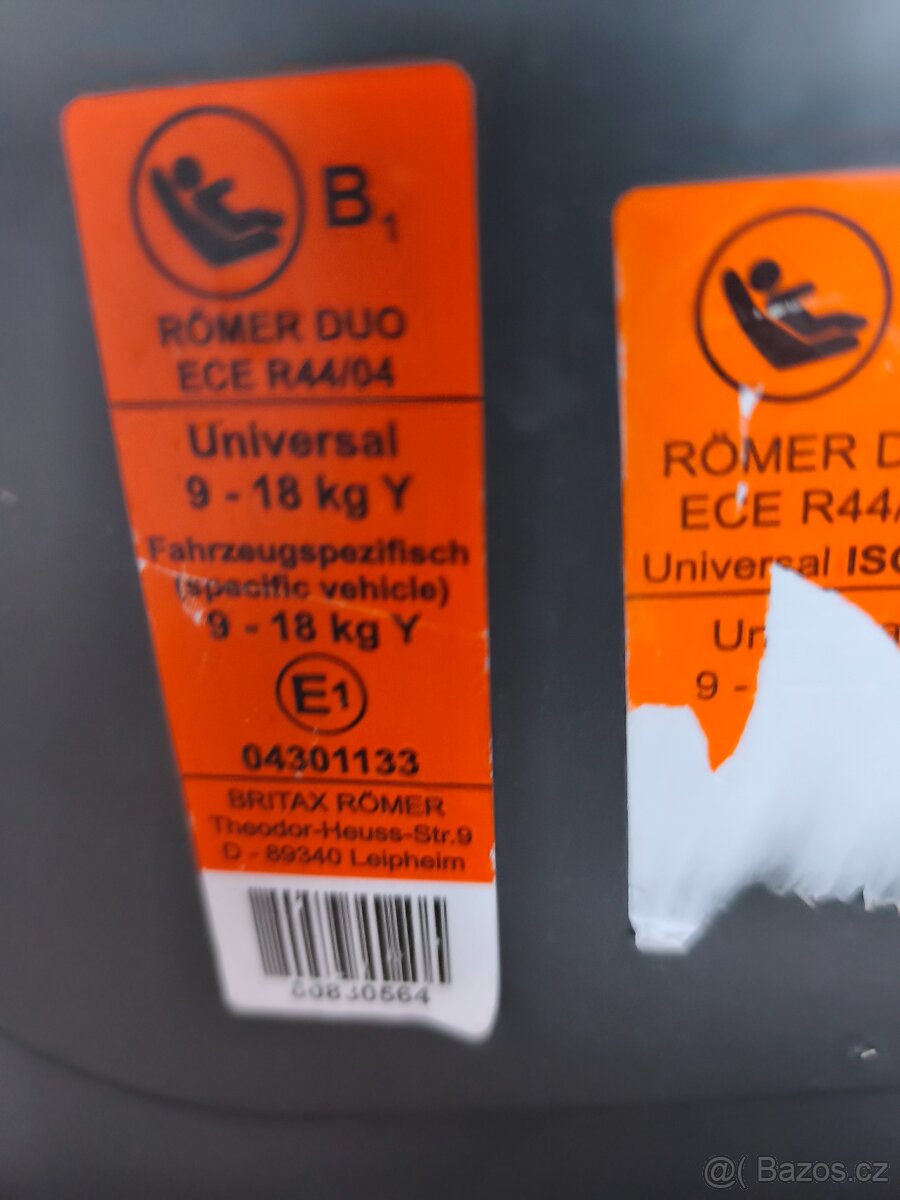 B1
RÖMER DUO
ECE R44/04
Universal
9 - 18 kg Y
Fahrzeugspezifisch
(specific vehicle)
9 - 18 kg Y
E1
04301133
BRITAX RÖMER
Theodor-Heuss-Str.9
D - 89340 Leipheim
RÖMER D
ECE R44/
Universal ISO
9 -
@( Bazos.cz